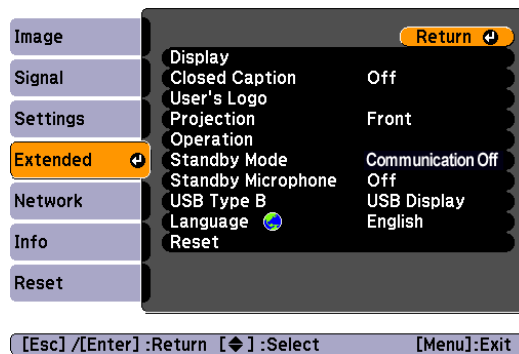 Image
Signal
Settings
Extended
Network
Info
Reset
Return
Display
Closed Caption Off
User's Logo
Projection Front
Operation
Standby Mode Communication Off
Standby Microphone Off
USB Type B USB Display
Language English
Reset
[Esc] /[Enter] :Return [◆] :Select [Menu]:Exit